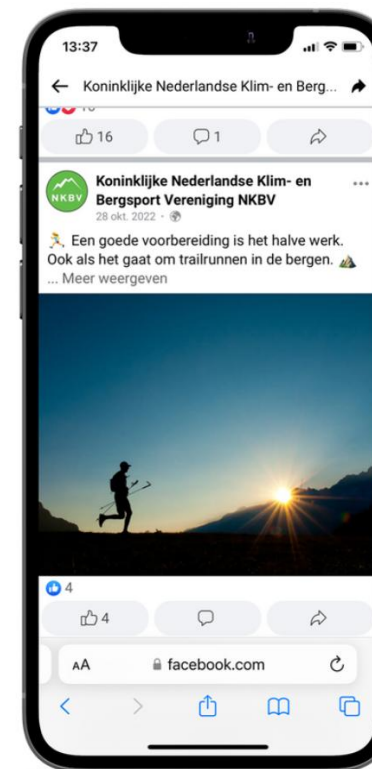 13:37
Koninklijke Nederlandse Klim- en Berg...
16
1
NKBV
Koninklijke Nederlandse Klim- en
Bergsport Vereniging NKBV
28 okt. 2022 ·
Een goede voorbereiding is het halve werk.
Ook als het gaat om trailrunnen in de bergen.
... Meer weergeven
4
4
AA
facebook.com